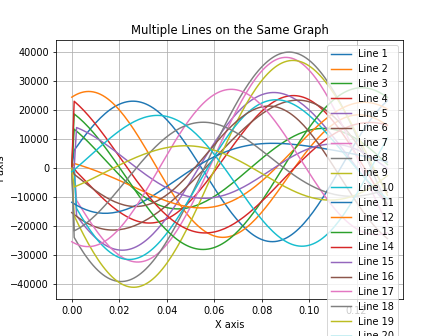 Multiple Lines on the Same Graph
40000
30000
20000
10000
0
-10000
-20000
-30000
-40000
0.00
0.02
0.04
0.06
0.08
0.10
X axis
Line 1
Line 2
Line 3
Line 4
Line 5
Line 6
Line 7
Line 8
Line 9
Line 10
Line 11
Line 12
Line 13
Line 14
Line 15
Line 16
Line 17
Line 18
Line 19
Line 20